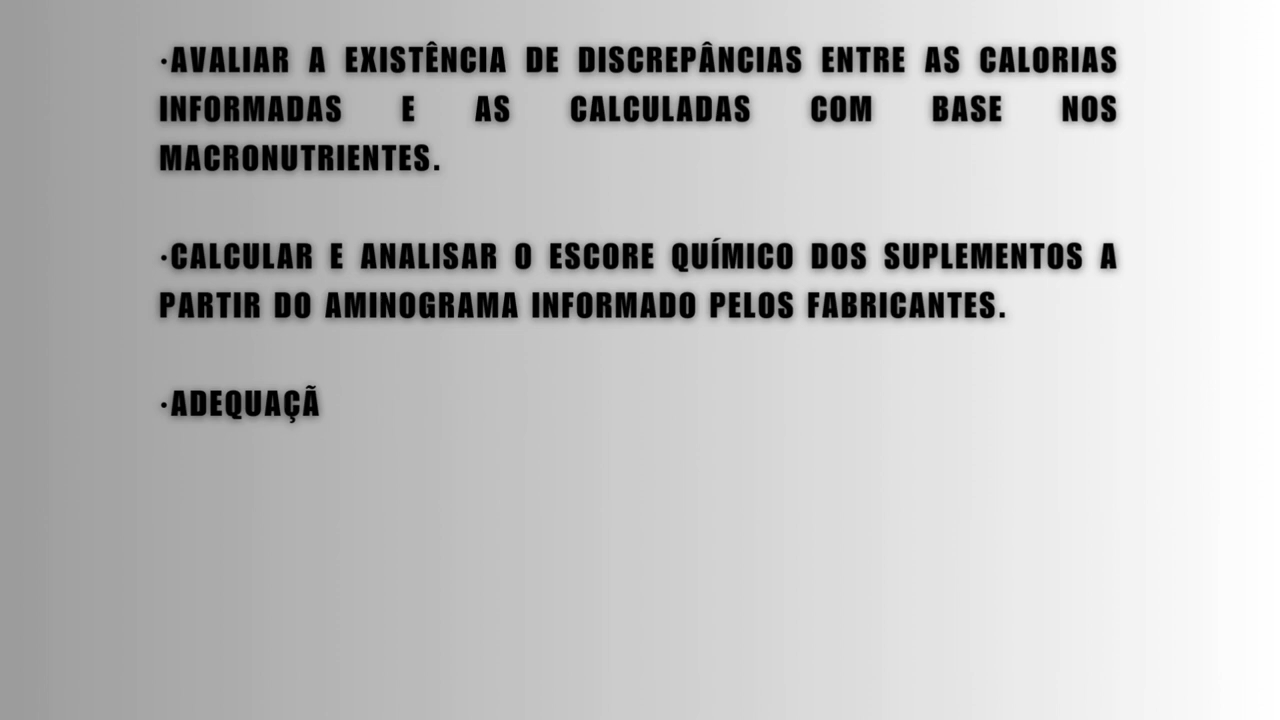 ·AVALIAR A EXISTÊNCIA DE DISCREPÂNCIAS ENTRE AS CALORIAS
INFORMADAS E AS CALCULADAS COM BASE NOS
MACRONUTRIENTES.
·CALCULAR E ANALISAR O ESCORE QUÍMICO DOS SUPLEMENTOS A
PARTIR DO AMINOGRAMA INFORMADO PELOS FABRICANTES.
·ADEQUAÇÃ